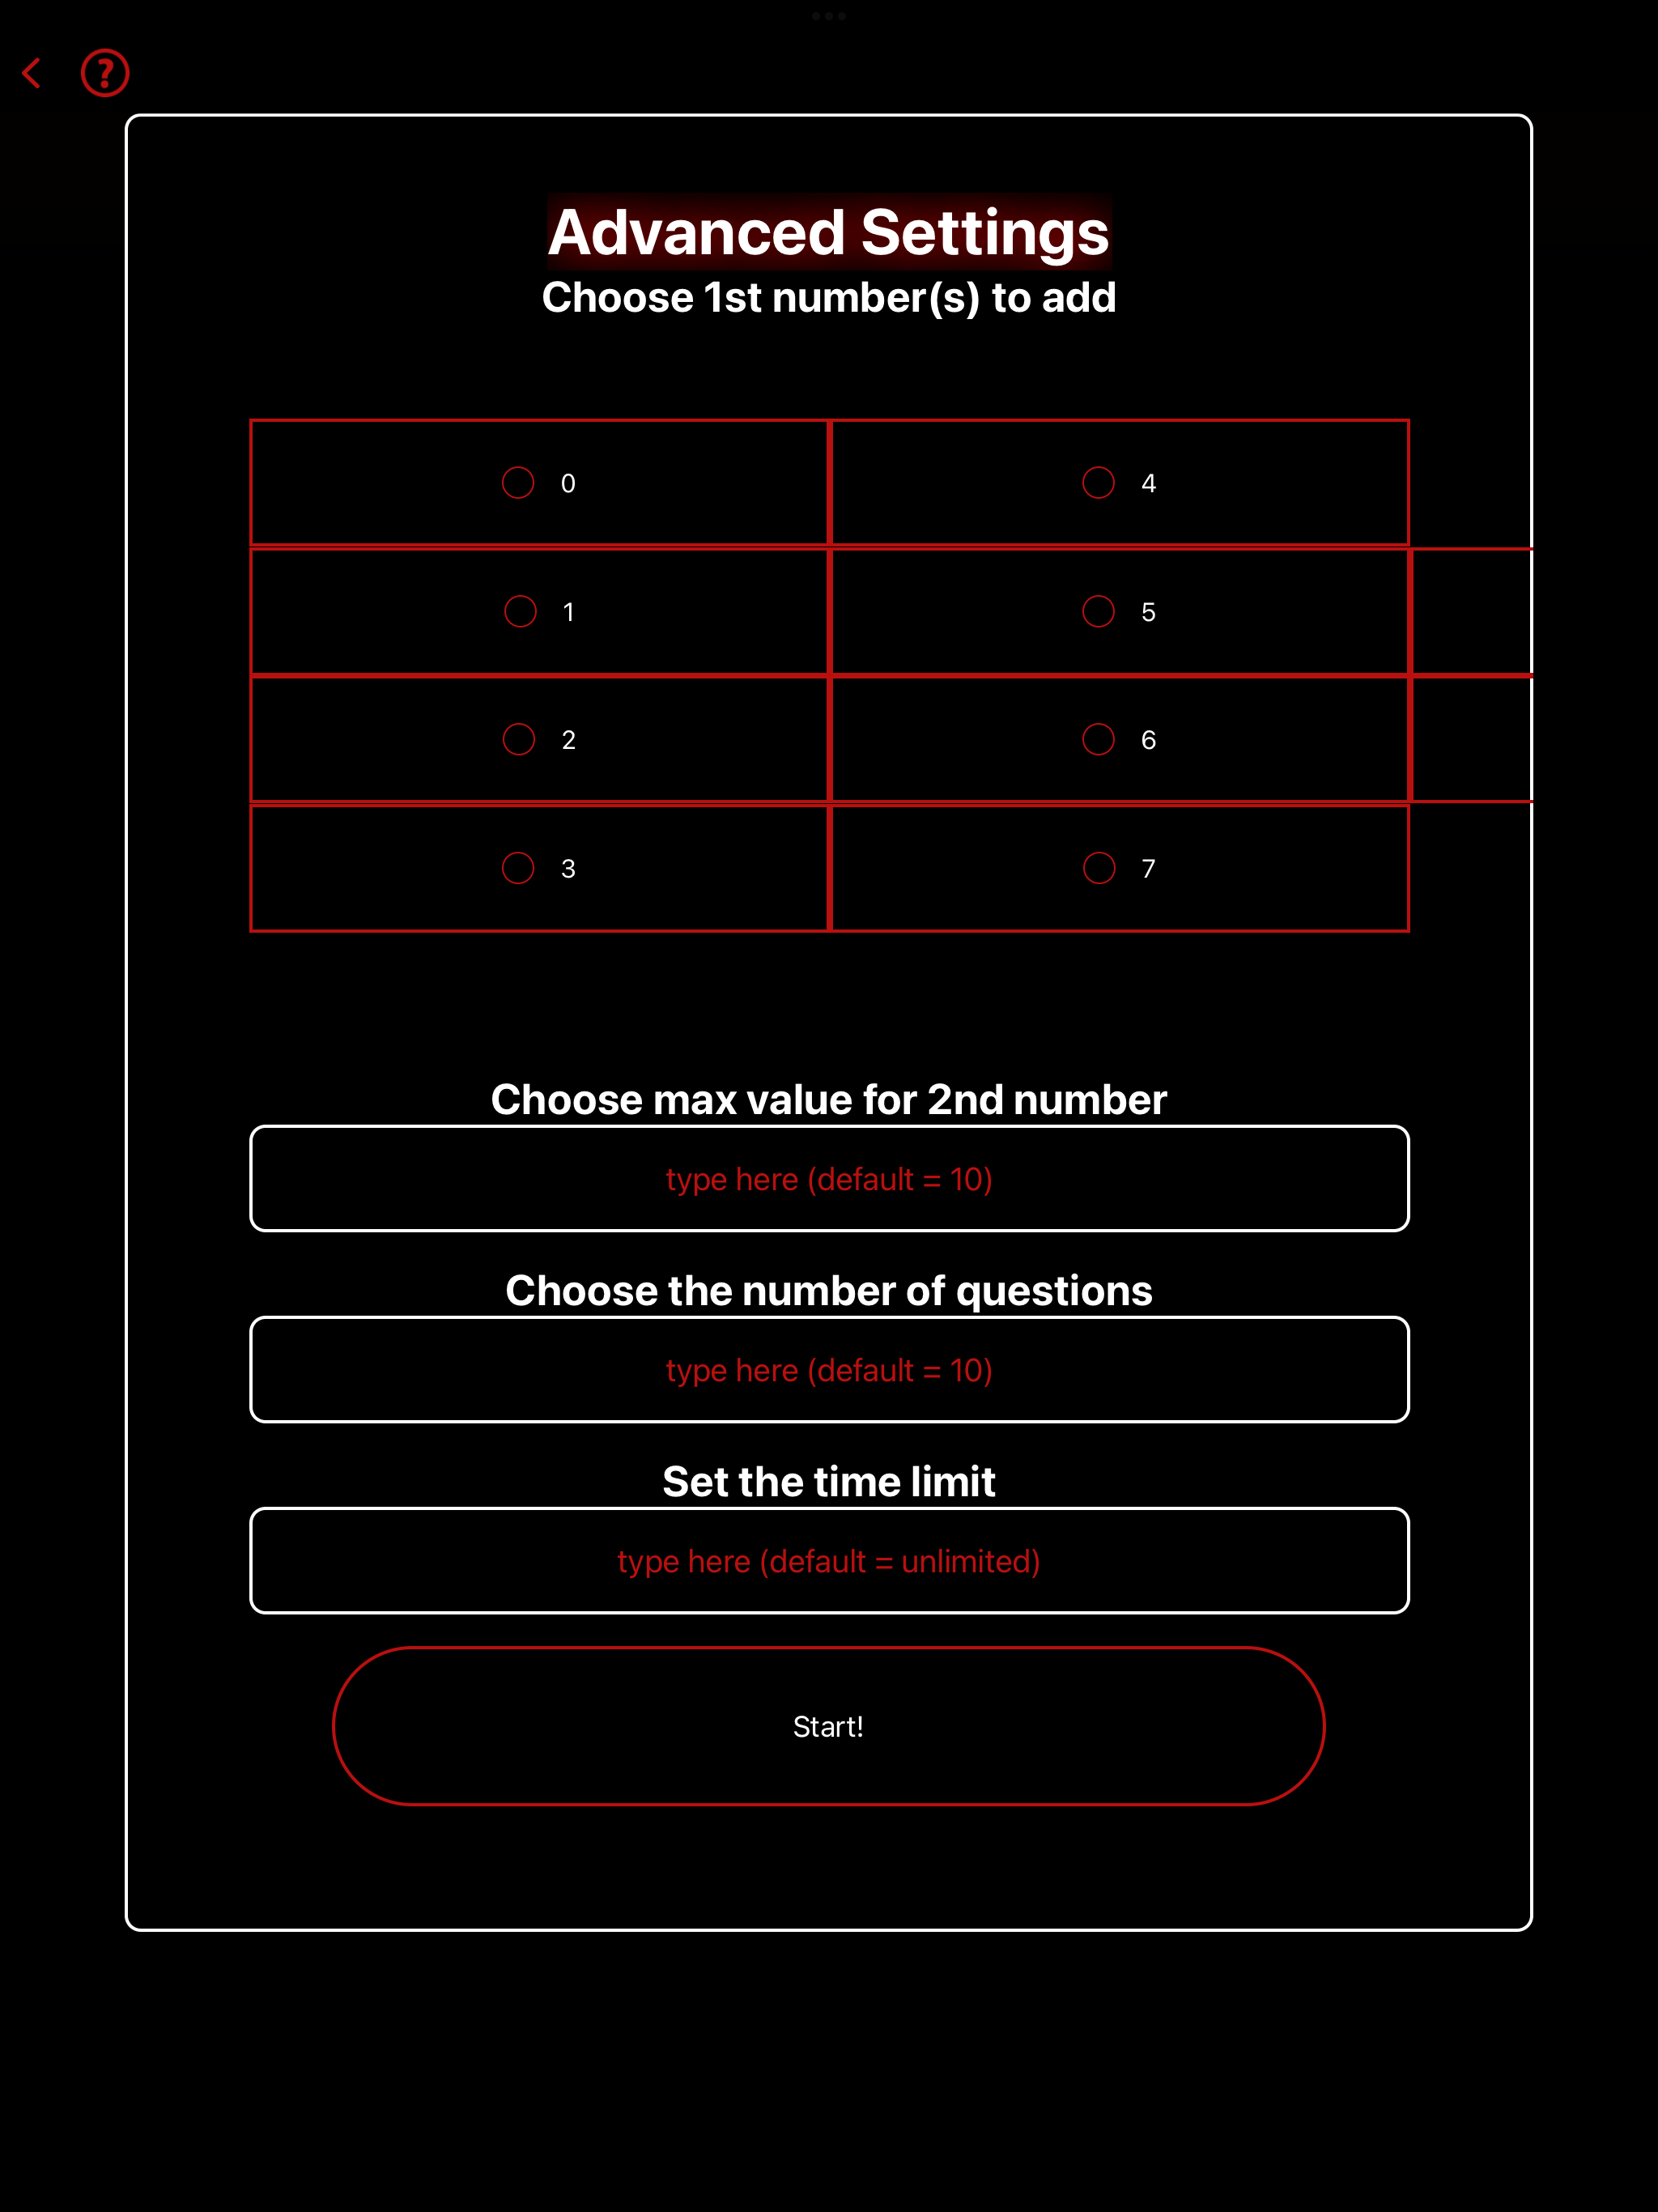 ?
Advanced Settings
Choose 1st number(s) to add
0 4
1 5
2 6
3 7
Choose max value for 2nd number
type here (default = 10)
Choose the number of questions
type here (default = 10)
Set the time limit
type here (default = unlimited)
Start!